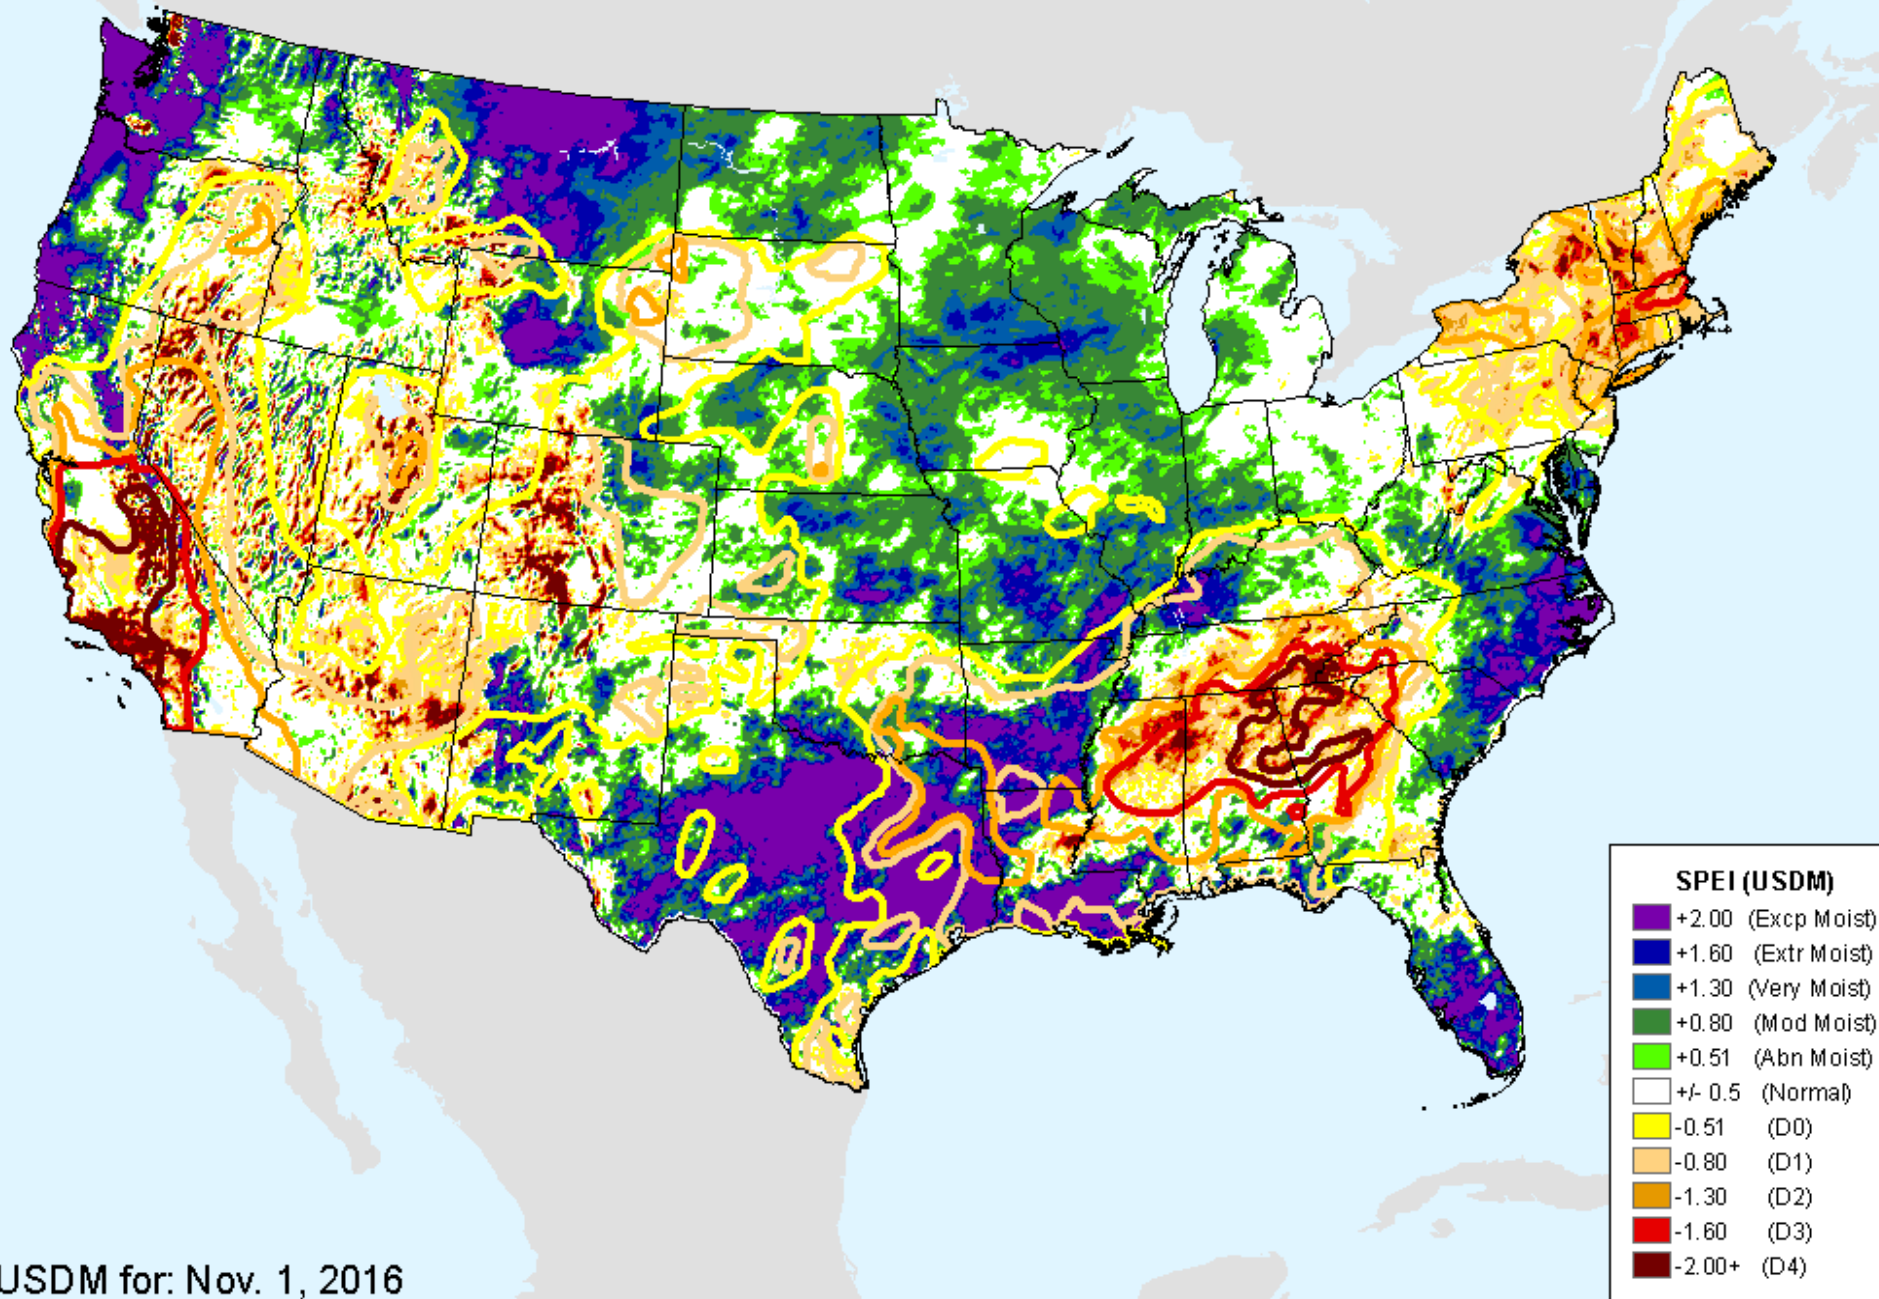 SPEI (USDM)
+2.00 (Excp Moist)
+1.60 (Extr Moist)
+1.30 (Very Moist)
+0.80 (Mod Moist)
+0.51 (Abn Moist)
+/- 0.5 (Normal)
-0.51 (D0)
-0.80 (D1)
-1.30 (D2)
-1.60 (D3)
-2.00+ (D4)
USDM for: Nov. 1, 2016